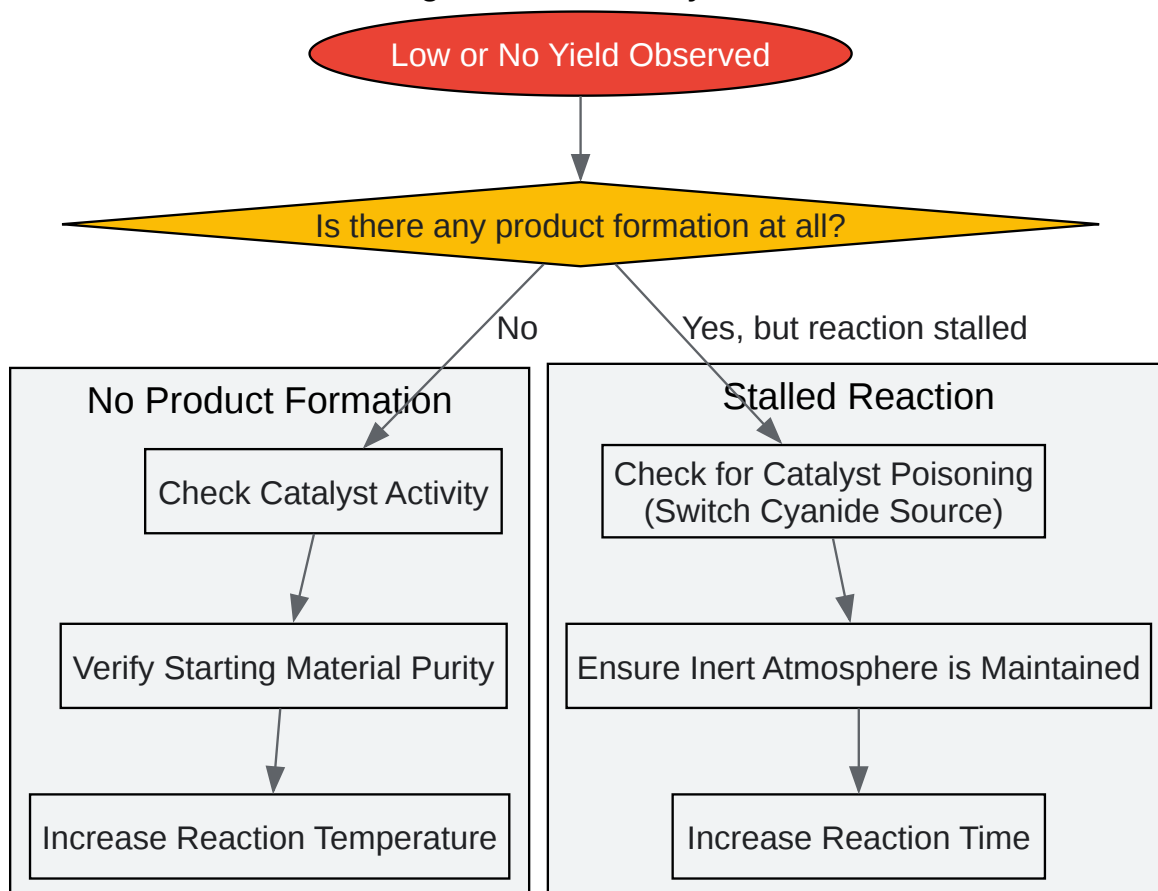 Low or No Yield Observed
Is there any product formation at all?
No
Yes, but reaction stalled
No Product Formation
Check Catalyst Activity
Verify Starting Material Purity
Increase Reaction Temperature
Stalled Reaction
Check for Catalyst Poisoning
(Switch Cyanide Source)
Ensure Inert Atmosphere is Maintained
Increase Reaction Time